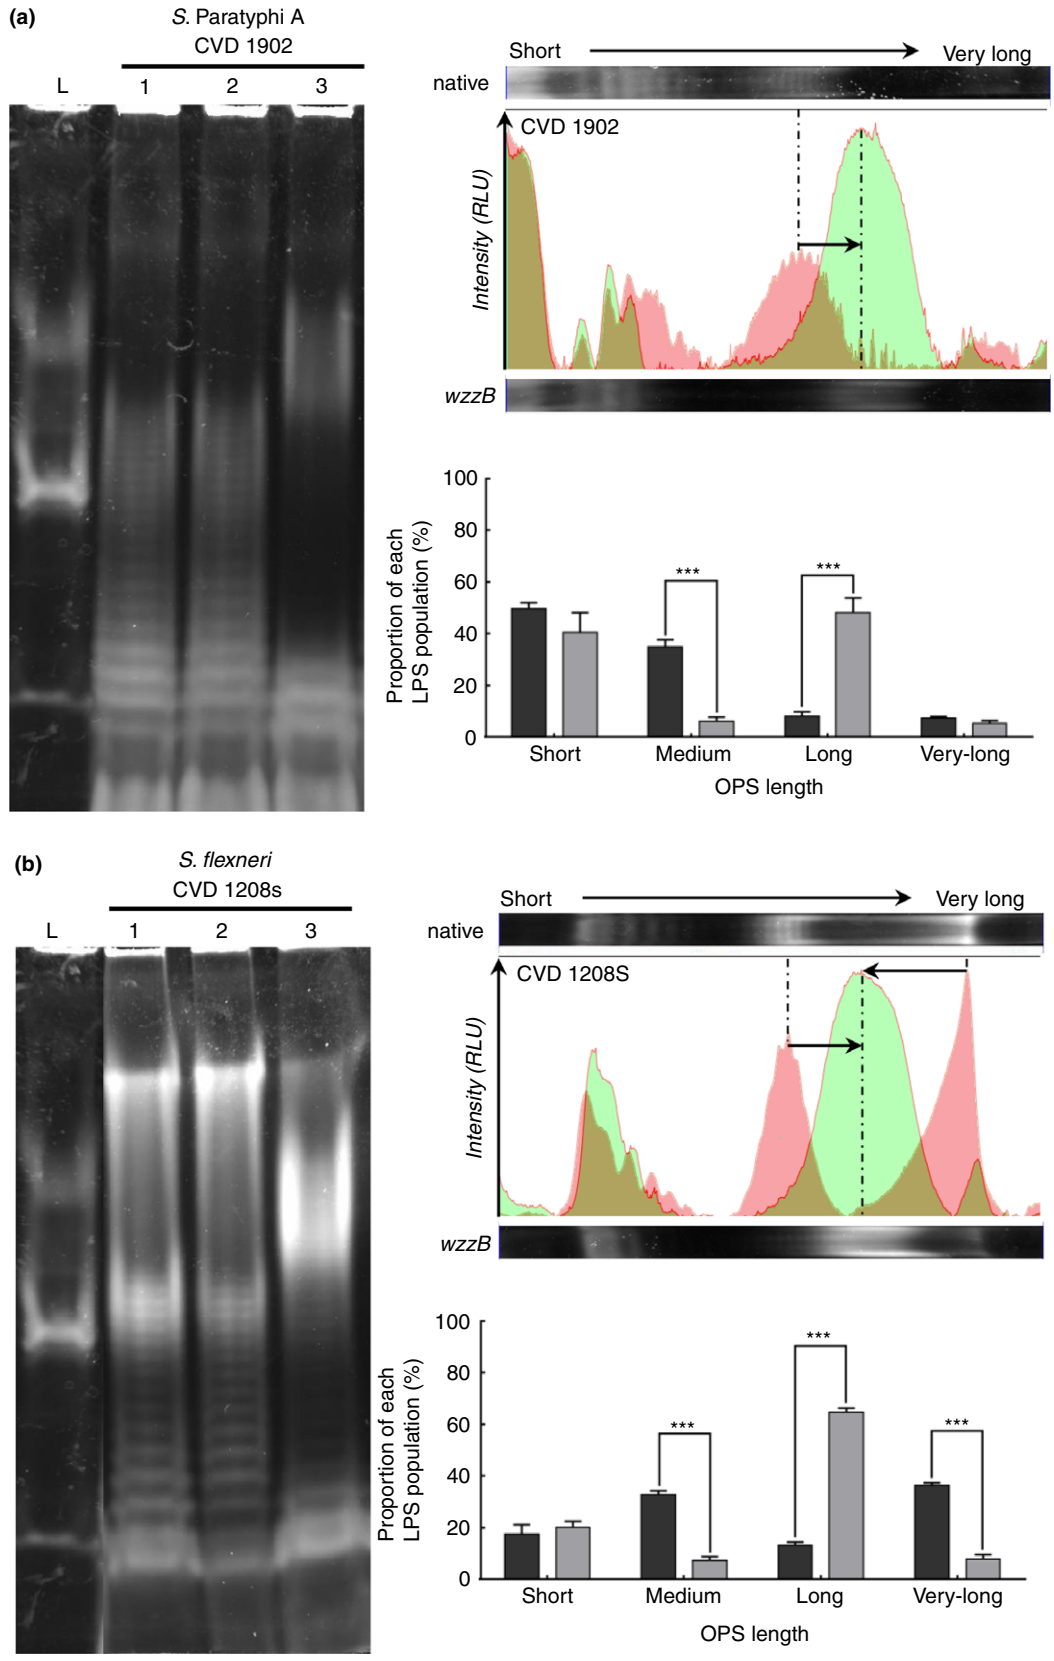 (a)
S. Paratyphi A
CVD 1902
L 1 2 3
Short Very long
native
CVD 1902
Intensity (RLU)
wzzB
Proportion of each
LPS population (%)
100
80
60
40
20
0
*** ***
Short Medium Long Very-long
OPS length
(b)
S. flexneri
CVD 1208s
L 1 2 3
Short Very long
native
CVD 1208S
Intensity (RLU)
wzzB
Proportion of each
LPS population (%)
100
80
60
40
20
0
*** *** ***
Short Medium Long Very-long
OPS length